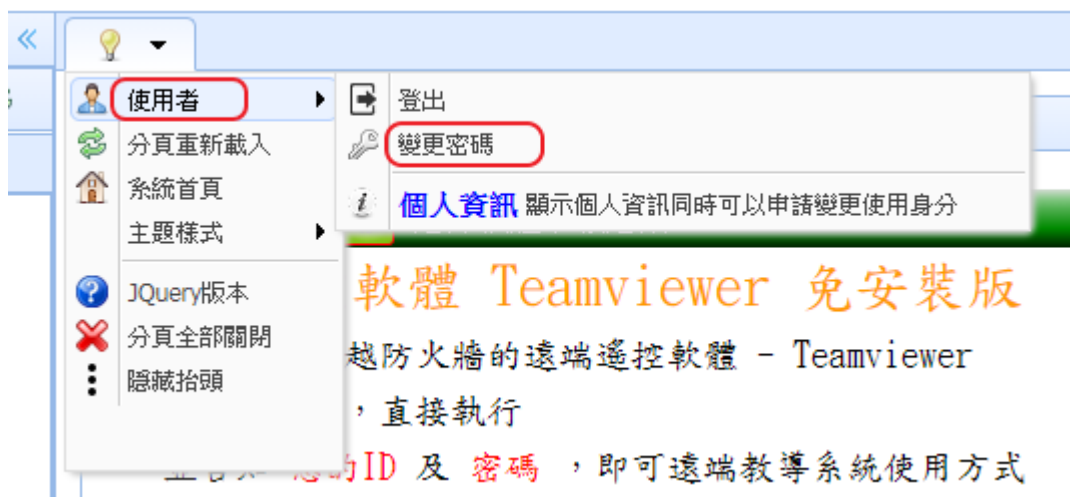 使用者
登出
分頁重新載入
變更密碼
系統首頁
個人資訊 顯示個人資訊同時可以申請變更使用身分
主題樣式
JQuery版本
分頁全部關閉
隱藏抬頭
軟體 Teamviewer 免安裝版
越防火牆的遠端遙控軟體 - Teamviewer
，直接執行
您的ID 及 密碼 ，即可遠端教導系統使用方式